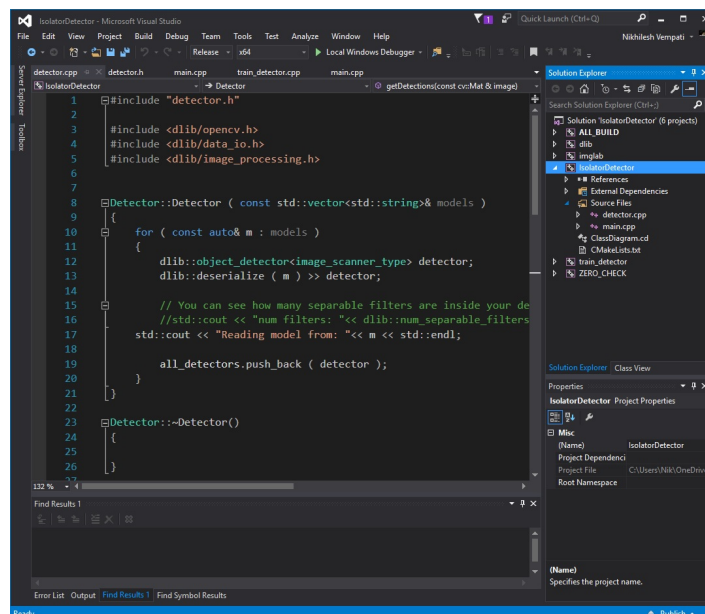 IsolatorDetector - Microsoft Visual Studio
1
Quick Launch (Ctrl+Q)
File Edit View Project Build Debug Team Tools Test Analyze Window Help
Nikhilesh Vempati
Release x64 Local Windows Debugger
Server Explorer
Toolbox
detector.cpp detector.h main.cpp train_detector.cpp main.cpp
IsolatorDetector Detector getDetections(const cv::Mat & image)
1 #include "detector.h"
2
3 #include <dlib/opencv.h>
4 #include <dlib/data_io.h>
5 #include <dlib/image_processing.h>
6
7
8 Detector::Detector ( const std::vector<std::string>& models )
9 {
10 for ( const auto& m : models )
11 {
12 dlib::object_detector<image_scanner_type> detector;
13 dlib::deserialize ( m ) >> detector;
14
15 // You can see how many separable filters are inside your de
16 //std::cout << "num filters: "<< dlib::num_separable_filters
17 std::cout << "Reading model from: "<< m << std::endl;
18
19 all_detectors.push_back ( detector );
20 }
21 }
22
23 Detector::~Detector()
24 {
25
26 }
27
132 %
Find Results 1
Error List Output Find Results 1 Find Symbol Results
Ready
Solution Explorer
Search Solution Explorer (Ctrl+;)
Solution 'IsolatorDetector' (6 projects)
ALL_BUILD
dlib
imglab
IsolatorDetector
References
External Dependencies
Source Files
detector.cpp
main.cpp
ClassDiagram.cd
CMakeLists.txt
train_detector
ZERO_CHECK
Solution Explorer Class View
Properties
IsolatorDetector Project Properties
Misc
(Name) IsolatorDetector
Project Dependenci
Project File C:\Users\Nik\OneDriv
Root Namespace
(Name)
Specifies the project name.
Publish